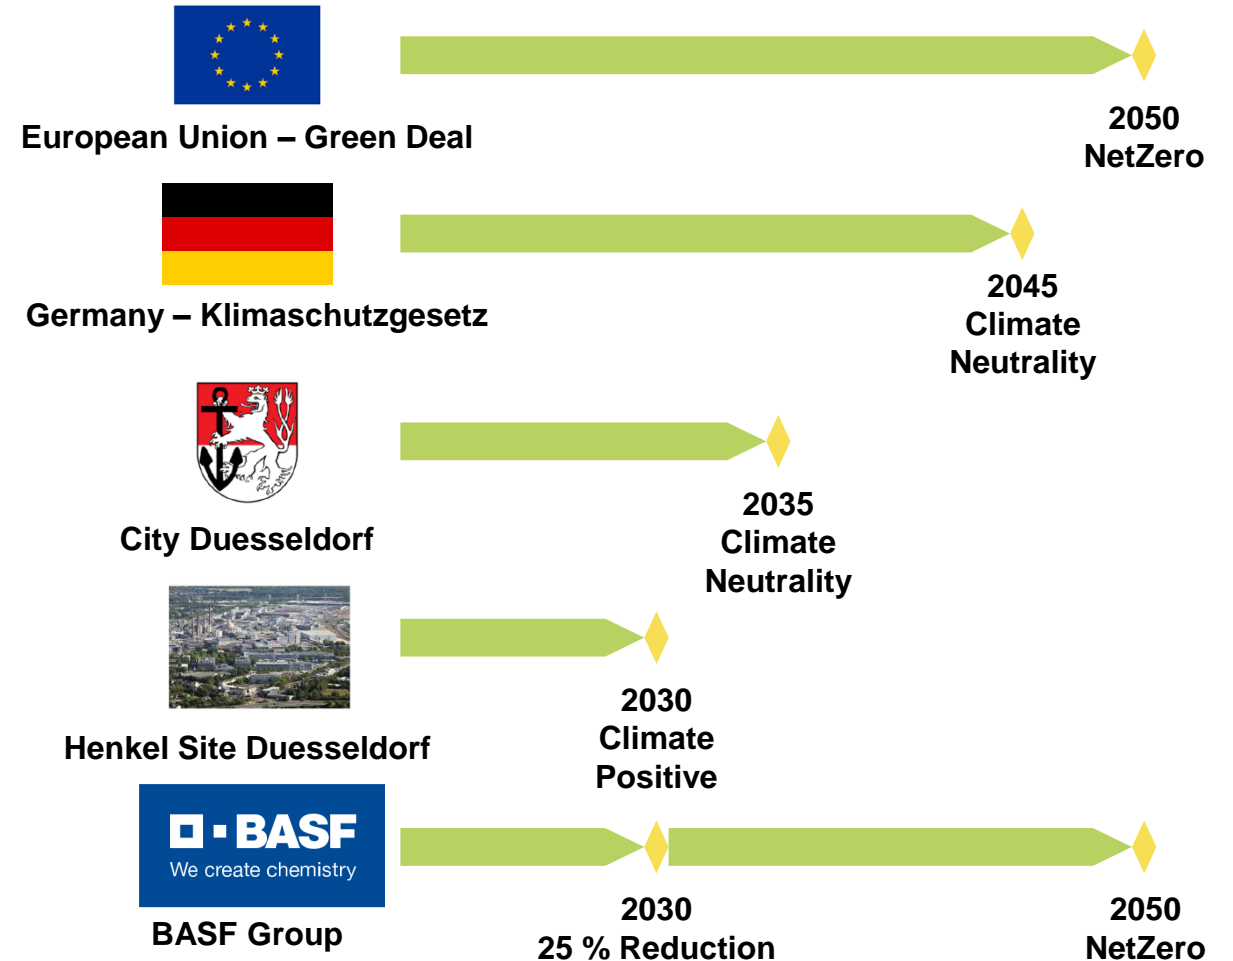 European Union – Green Deal
2050
NetZero
Germany – Klimaschutzgesetz
2045
Climate
Neutrality
City Duesseldorf
2035
Climate
Neutrality
Henkel Site Duesseldorf
2030
Climate
Positive
BASF
We create chemistry
BASF Group
2030
25 % Reduction
2050
NetZero